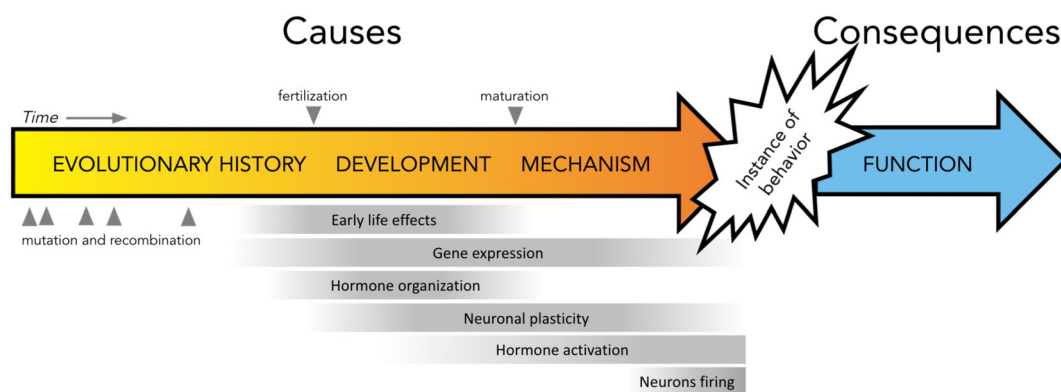 Causes
Consequences
fertilization
maturation
Time
EVOLUTIONARY HISTORY
DEVELOPMENT
MECHANISM
Instance of
behavior
FUNCTION
mutation and recombination
Early life effects
Gene expression
Hormone organization
Neuronal plasticity
Hormone activation
Neurons firing